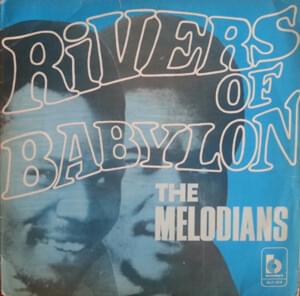 RiVERS
OF
BABYLON
THE
MELODIANS
b